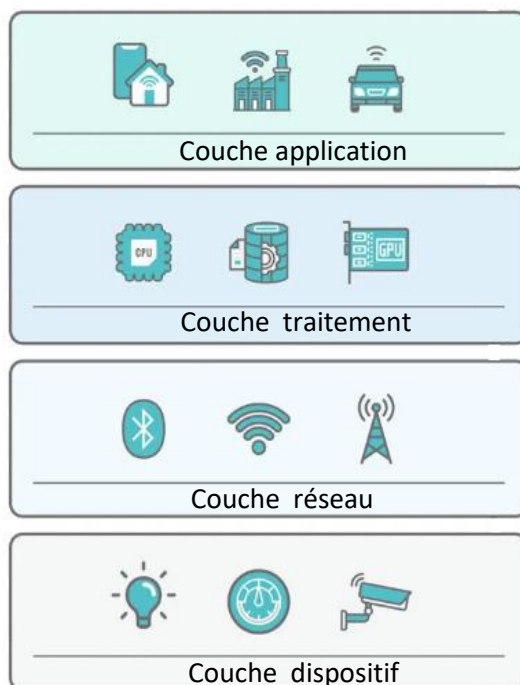 Couche application
CPU
GPU
Couche traitement
Couche réseau
Couche dispositif